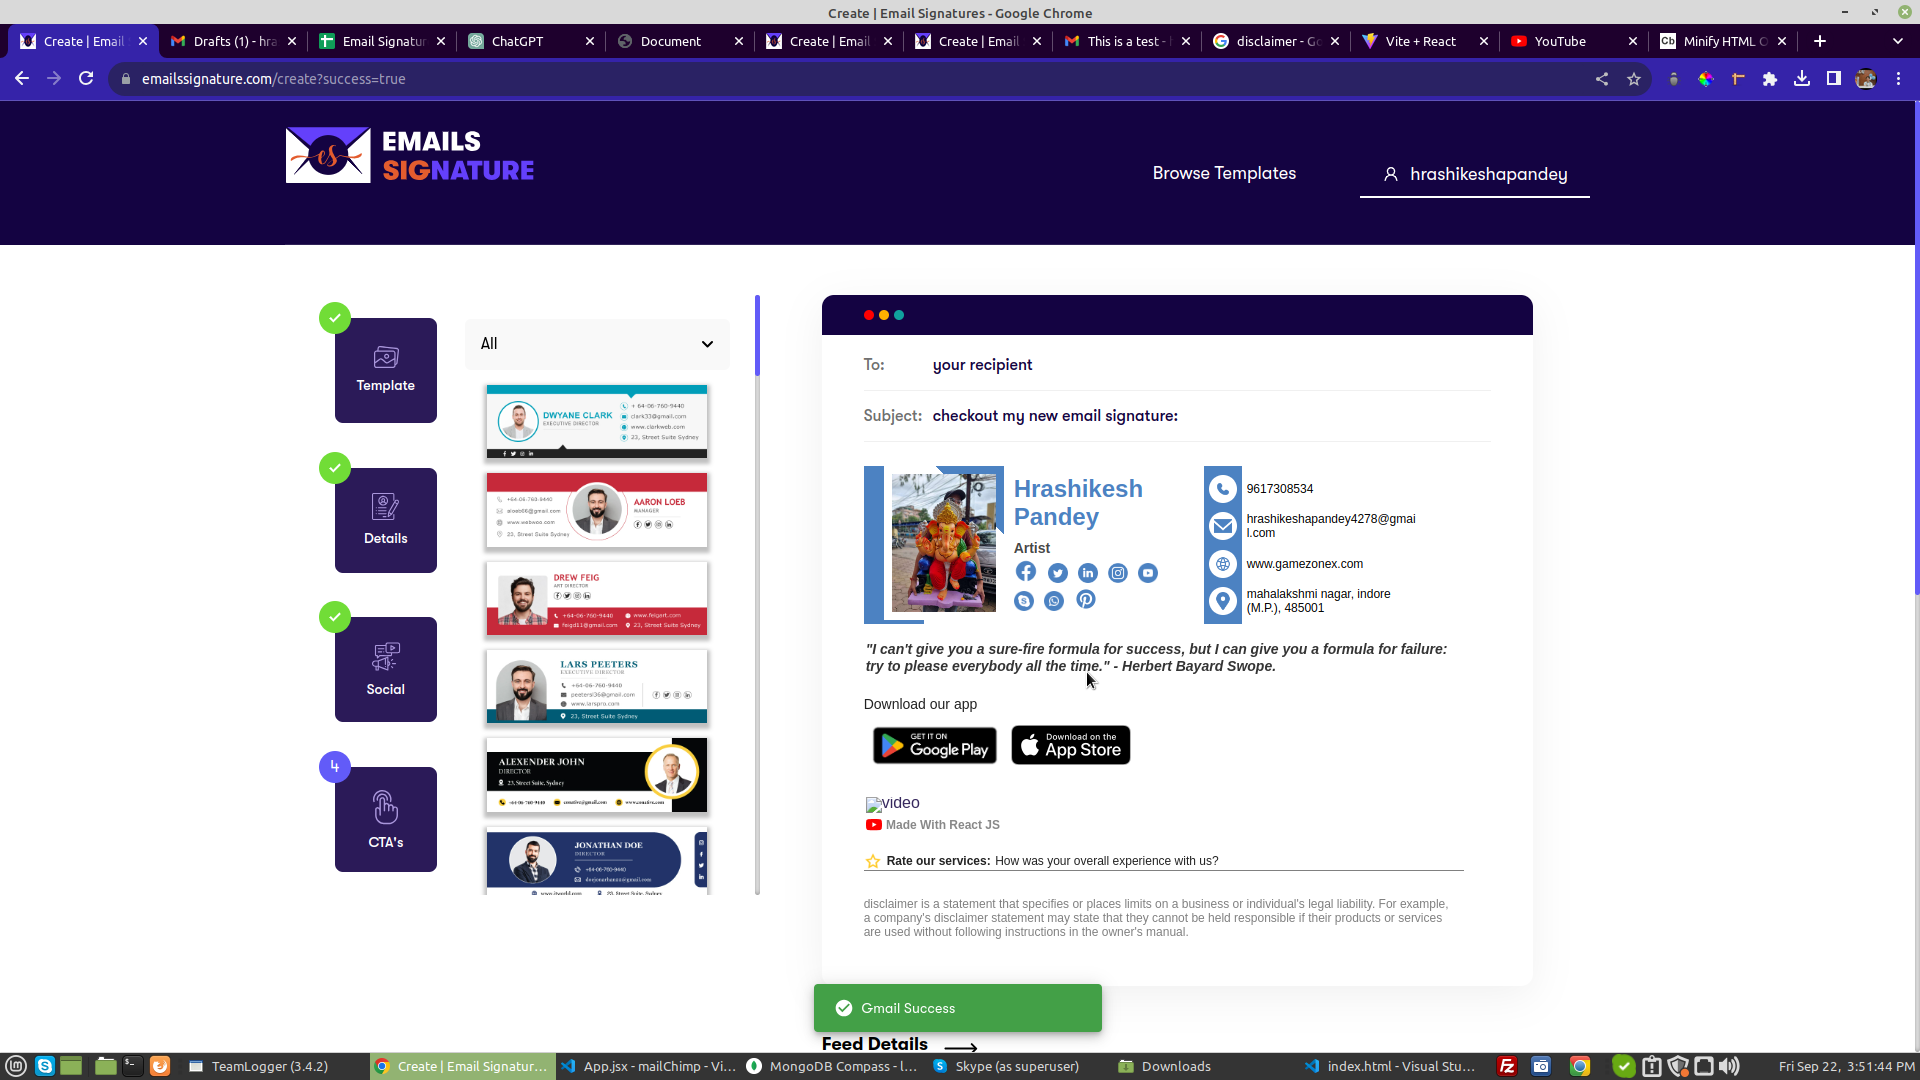 Create | Email Signatures - Google Chrome
Create | Email
Drafts (1) - hra
Email Signatur
ChatGPT
Document
Create | Email
Create | Email
This is a test -
disclaimer - Go
Vite + React
YouTube
Minify HTML O
emailssignature.com/create?success=true
EMAILS
SIGNATURE
Browse Templates
hrashikeshapandey
Template
Details
Social
4
CTA's
All
DWYANE CLARK
EXECUTIVE DIRECTOR
+ 64-06-760-9440
clark33@gmail.com
www.clarkweb.com
23, Street Suite Sydney
+64-06-760-9440
aloeb66@gmail.com
www.webwoe.com
23, Street Suite Sydney
AARON LOEB
MANAGER
DREW FEIG
ART DIRECTOR
+64-06-760-9440
www.feigart.com
feigd11@gmail.com
23, Street Suite Sydney
LARS PEETERS
EXECUTIVE DIRECTOR
+64-06-760-9440
peetersl36@gmail.com
www.larspro.com
23, Street Suite Sydney
ALEXENDER JOHN
DIRECTOR
23, Street Suite, Sydney
+64-06-760-9440
JONATHAN DOE
DIRECTOR
+64-06-760-9440
23, Street Suite, Sydney
To: your recipient
Subject: checkout my new email signature:
Hrashikesh
Pandey
Artist
9617308534
hrashikeshapandey4278@gmai
l.com
www.gamezonex.com
mahalakshmi nagar, indore
(M.P.), 485001
"I can't give you a sure-fire formula for success, but I can give you a formula for failure:
try to please everybody all the time." - Herbert Bayard Swope.
Download our app
GET IT ON
Google Play
Download on the
App Store
video
Made With React JS
Rate our services: How was your overall experience with us?
disclaimer is a statement that specifies or places limits on a business or individual's legal liability. For example,
a company's disclaimer statement may state that they cannot be held responsible if their products or services
are used without following instructions in the owner's manual.
Gmail Success
Feed Details
TeamLogger (3.4.2)
Create | Email Signatur...
App.jsx - mailChimp - Vi...
MongoDB Compass - l...
Skype (as superuser)
Downloads
index.html - Visual Stu...
Fri Sep 22, 3:51:44 PM